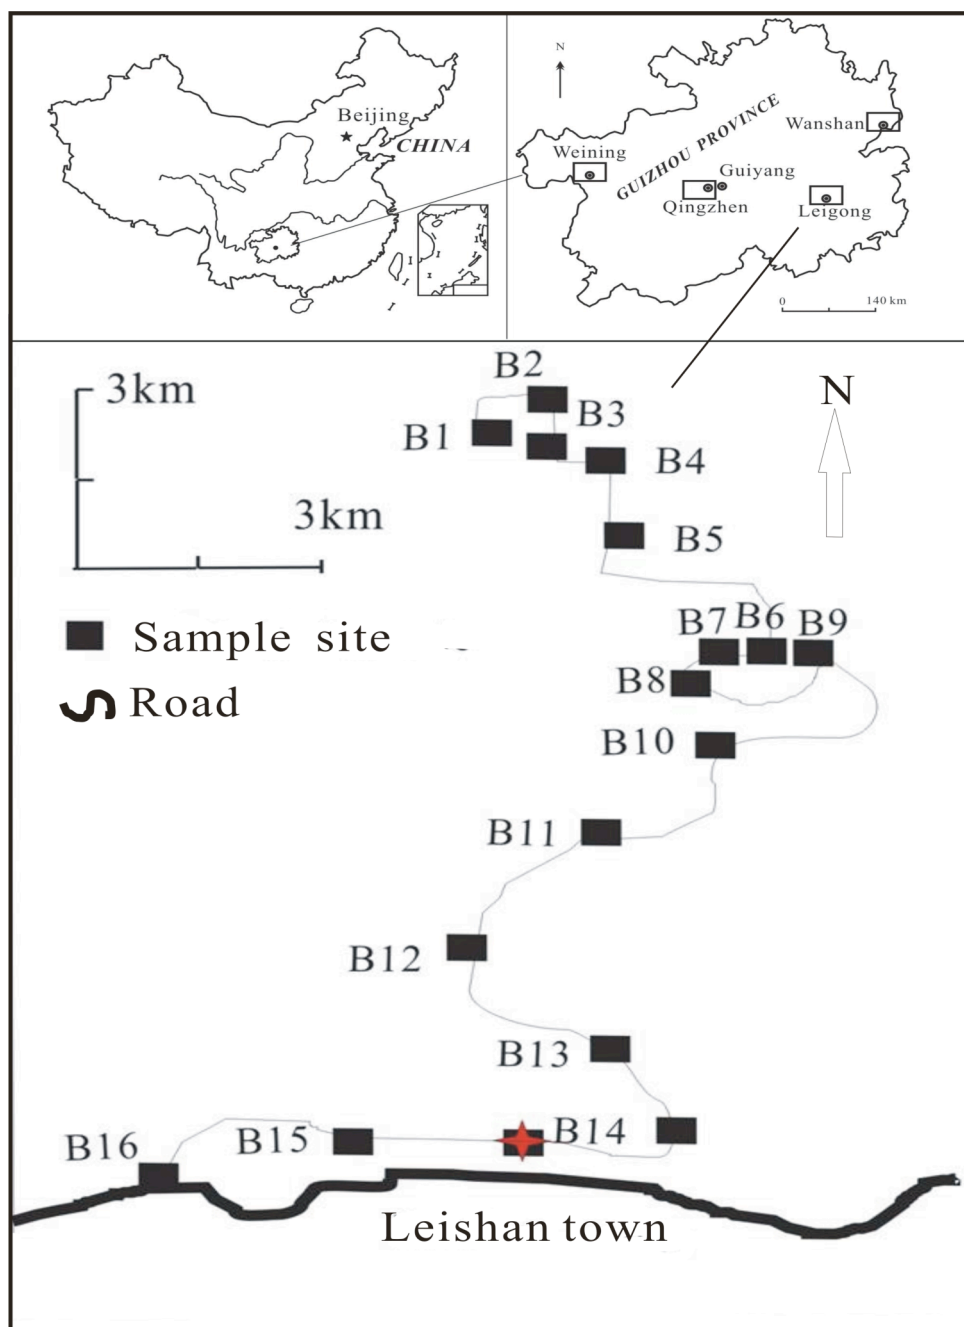 Beijing
CHINA
N
GUIZHOU PROVINCE
Wanshan
Weining
Guiyang
Qingzhen
Leigong
0 140 km
3km
3km
N
B2
B3
B1
B4
B5
B7 B6 B9
B8
B10
B11
B12
B13
B14
B15
B16
Sample site
Road
Leishan town